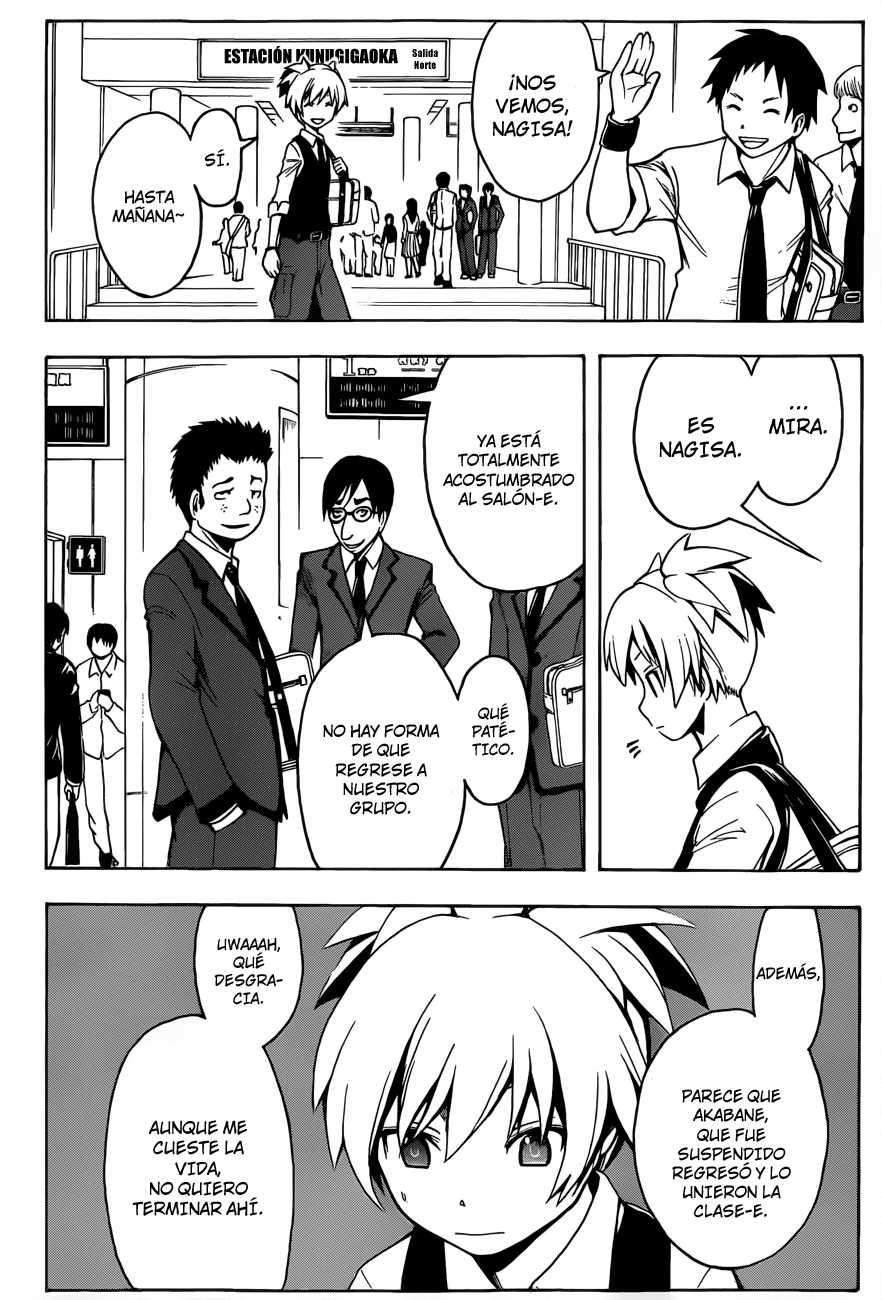 ESTACIÓN KUNUGIGAOKA
Salida
Norte
¡NOS
VEMOS,
NAGISA!
SÍ.
HASTA
MAÑANA~
...
MIRA.
ES
NAGISA.
YA ESTÁ
TOTALMENTE
ACOSTUMBRADO
AL SALÓN-E.
QUÉ
PATÉ-
TICO.
NO HAY FORMA
DE QUE
REGRESE A
NUESTRO
GRUPO.
ADEMÁS,
PARECE QUE
AKABANE,
QUE FUE
SUSPENDIDO
REGRESÓ Y LO
UNIERON LA
CLASE-E.
UWAAAH,
QUÉ
DESGRA-
CIA.
AUNQUE ME
CUESTE LA
VIDA,
NO QUIERO
TERMINAR AHÍ.